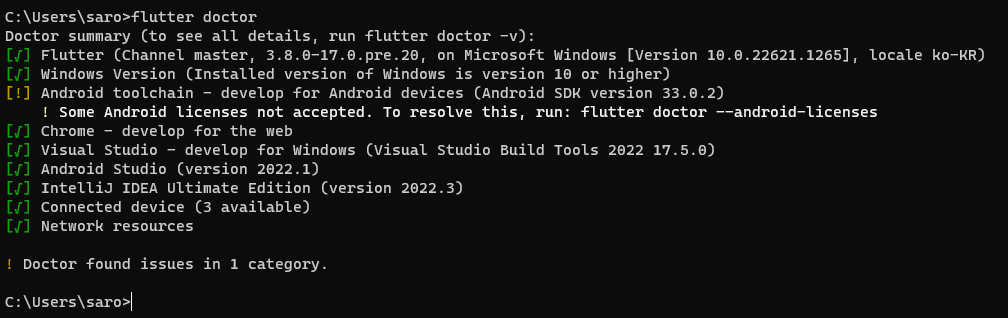 C:\Users\saro>flutter doctor
Doctor summary (to see all details, run flutter doctor -v):
[√] Flutter (Channel master, 3.8.0-17.0.pre.20, on Microsoft Windows [Version 10.0.22621.1265], locale ko-KR)
[√] Windows Version (Installed version of Windows is version 10 or higher)
[!] Android toolchain - develop for Android devices (Android SDK version 33.0.2)
! Some Android licenses not accepted. To resolve this, run: flutter doctor --android-licenses
[√] Chrome - develop for the web
[√] Visual Studio - develop for Windows (Visual Studio Build Tools 2022 17.5.0)
[√] Android Studio (version 2022.1)
[√] IntelliJ IDEA Ultimate Edition (version 2022.3)
[√] Connected device (3 available)
[√] Network resources
! Doctor found issues in 1 category.
C:\Users\saro>